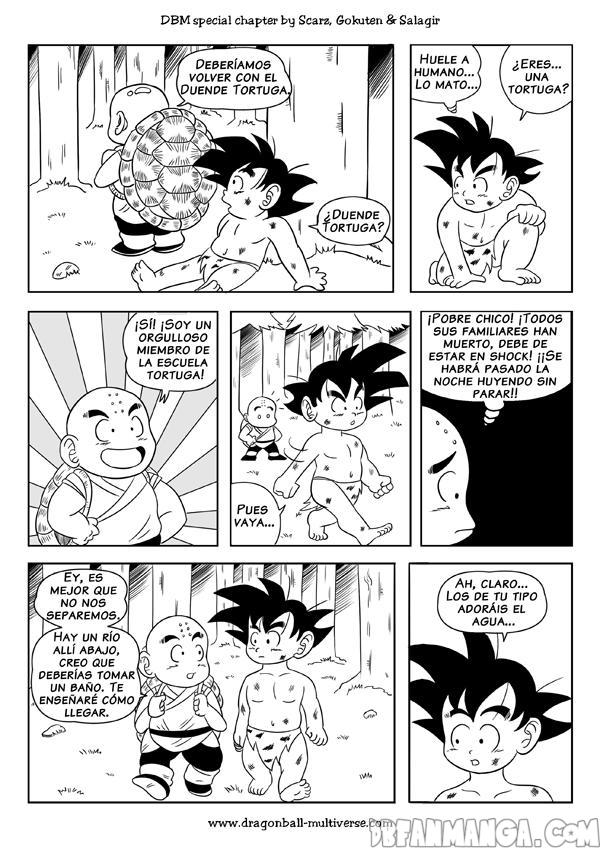 DBM special chapter by Scarz, Gokuten & Salagir
DEBERÍAMOS
VOLVER CON EL
DUENDE TORTUGA.
¿DUENDE
TORTUGA?
HUELE A
HUMANO...
LO MATO...
¿ERES...
UNA
TORTUGA?
¡SÍ! ¡SOY UN
ORGULLOSO
MIEMBRO DE
LA ESCUELA
TORTUGA!
PUES
VAYA...
¡POBRE CHICO! ¡TODOS
SUS FAMILIARES HAN
MUERTO, DEBE DE
ESTAR EN SHOCK! ¡¡SE
HABRÁ PASADO LA
NOCHE HUYENDO SIN
PARAR!!
EY, ES
MEJOR QUE
NO NOS
SEPAREMOS.
HAY UN RÍO
ALLÍ ABAJO,
CREO QUE
DEBERÍAS TOMAR
UN BAÑO. TE
ENSEÑARÉ CÓMO
LLEGAR.
AH, CLARO...
LOS DE TU TIPO
ADORÁIS EL
AGUA...
www.dragonball-multiverse.com
DBFANMANGA.COM